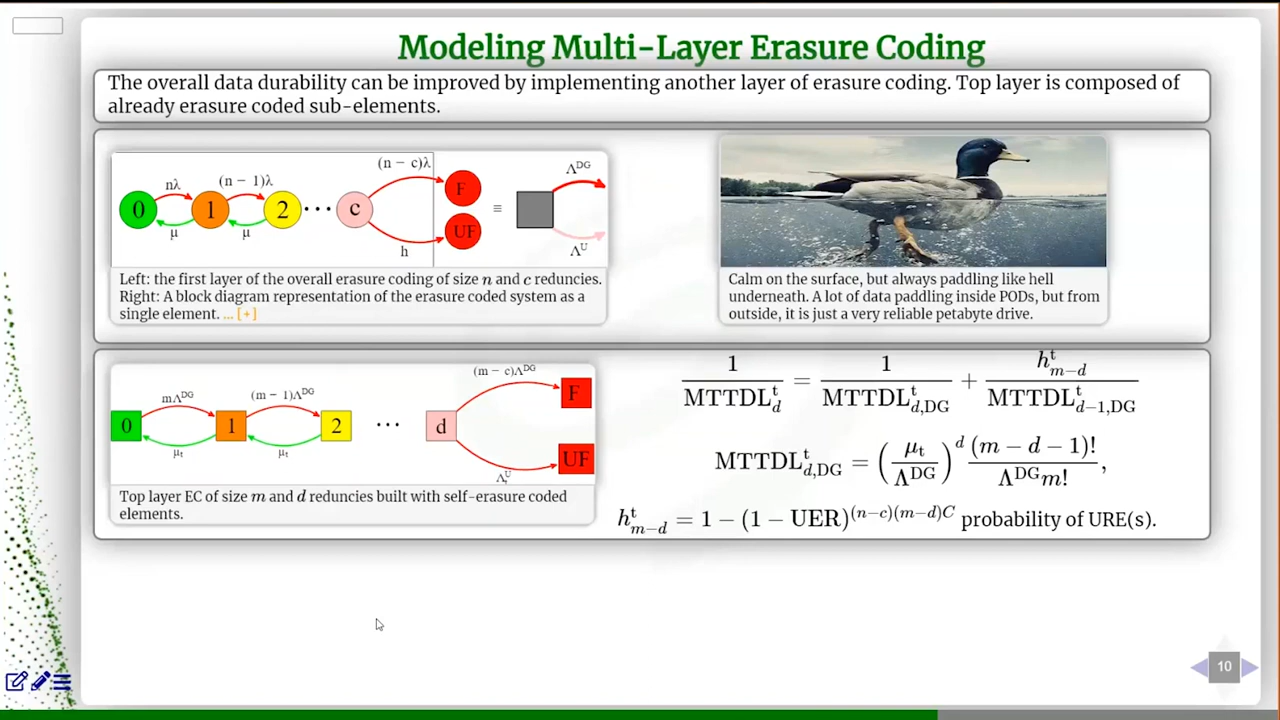 Modeling Multi-Layer Erasure Coding
The overall data durability can be improved by implementing another layer of erasure coding. Top layer is composed of
already erasure coded sub-elements.
0 nλ μ 1 (n − 1)λ μ 2 ··· c (n − c)λ h F UF ≡ Λ^DG Λ^U
Left: the first layer of the overall erasure coding of size n and c reduncies.
Right: A block diagram representation of the erasure coded system as a
single element. ... [+]
Calm on the surface, but always paddling like hell
underneath. A lot of data paddling inside PODs, but from
outside, it is just a very reliable petabyte drive.
0 mΛ^DG μ_t 1 (m − 1)Λ^DG μ_t 2 ··· d (m − c)Λ^DG F UF
Top layer EC of size m and d reduncies built with self-erasure coded
elements.
1/MTTDL^t_d = 1/MTTDL^t_{d,DG} + h^t_{m−d}/MTTDL^t_{d−1,DG}
MTTDL^t_{d,DG} = (μ_t/Λ^DG)^d (m − d − 1)!/Λ^DG m!,
h^t_{m−d} = 1 − (1 − UER)^{(n−c)(m−d)C} probability of URE(s).
10